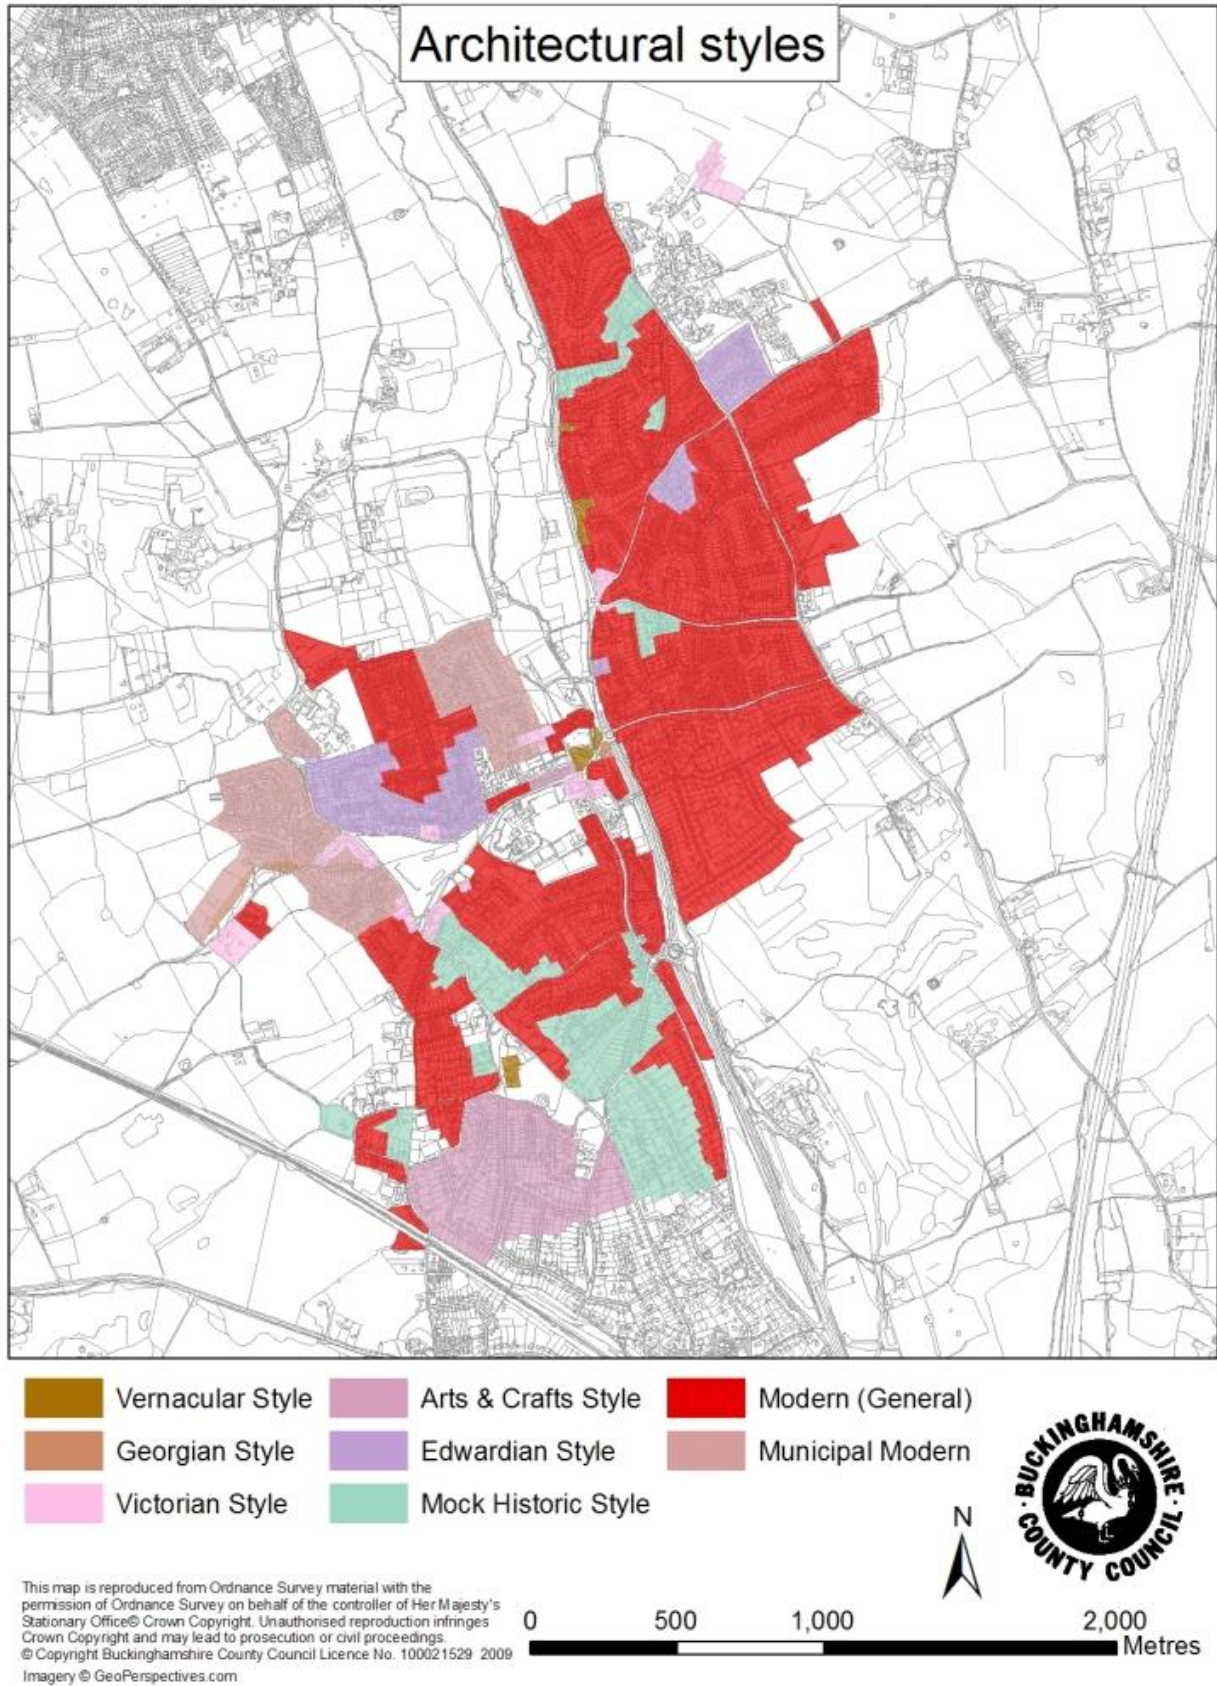 Architectural styles
Vernacular Style
Arts & Crafts Style
Modern (General)
Georgian Style
Edwardian Style
Municipal Modern
Victorian Style
Mock Historic Style
BUCKINGHAMSHIRE
· COUNTY COUNCIL ·
N
This map is reproduced from Ordnance Survey material with the
permission of Ordnance Survey on behalf of the controller of Her Majesty's
Stationary Office© Crown Copyright. Unauthorised reproduction infringes
Crown Copyright and may lead to prosecution or civil proceedings.
© Copyright Buckinghamshire County Council Licence No. 100021529 2009
Imagery © GeoPerspectives.com
0 500 1,000 2,000
Metres